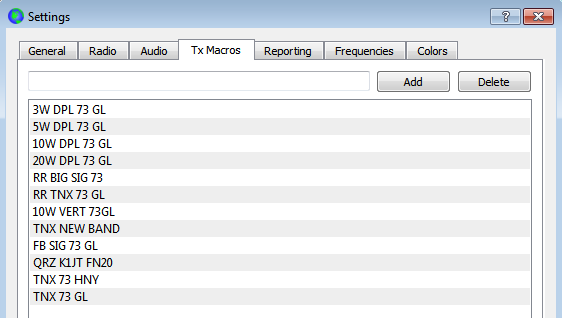 Settings
General Radio Audio Tx Macros Reporting Frequencies Colors
Add Delete
3W DPL 73 GL
5W DPL 73 GL
10W DPL 73 GL
20W DPL 73 GL
RR BIG SIG 73
RR TNX 73 GL
10W VERT 73GL
TNX NEW BAND
FB SIG 73 GL
QRZ K1JT FN20
TNX 73 HNY
TNX 73 GL